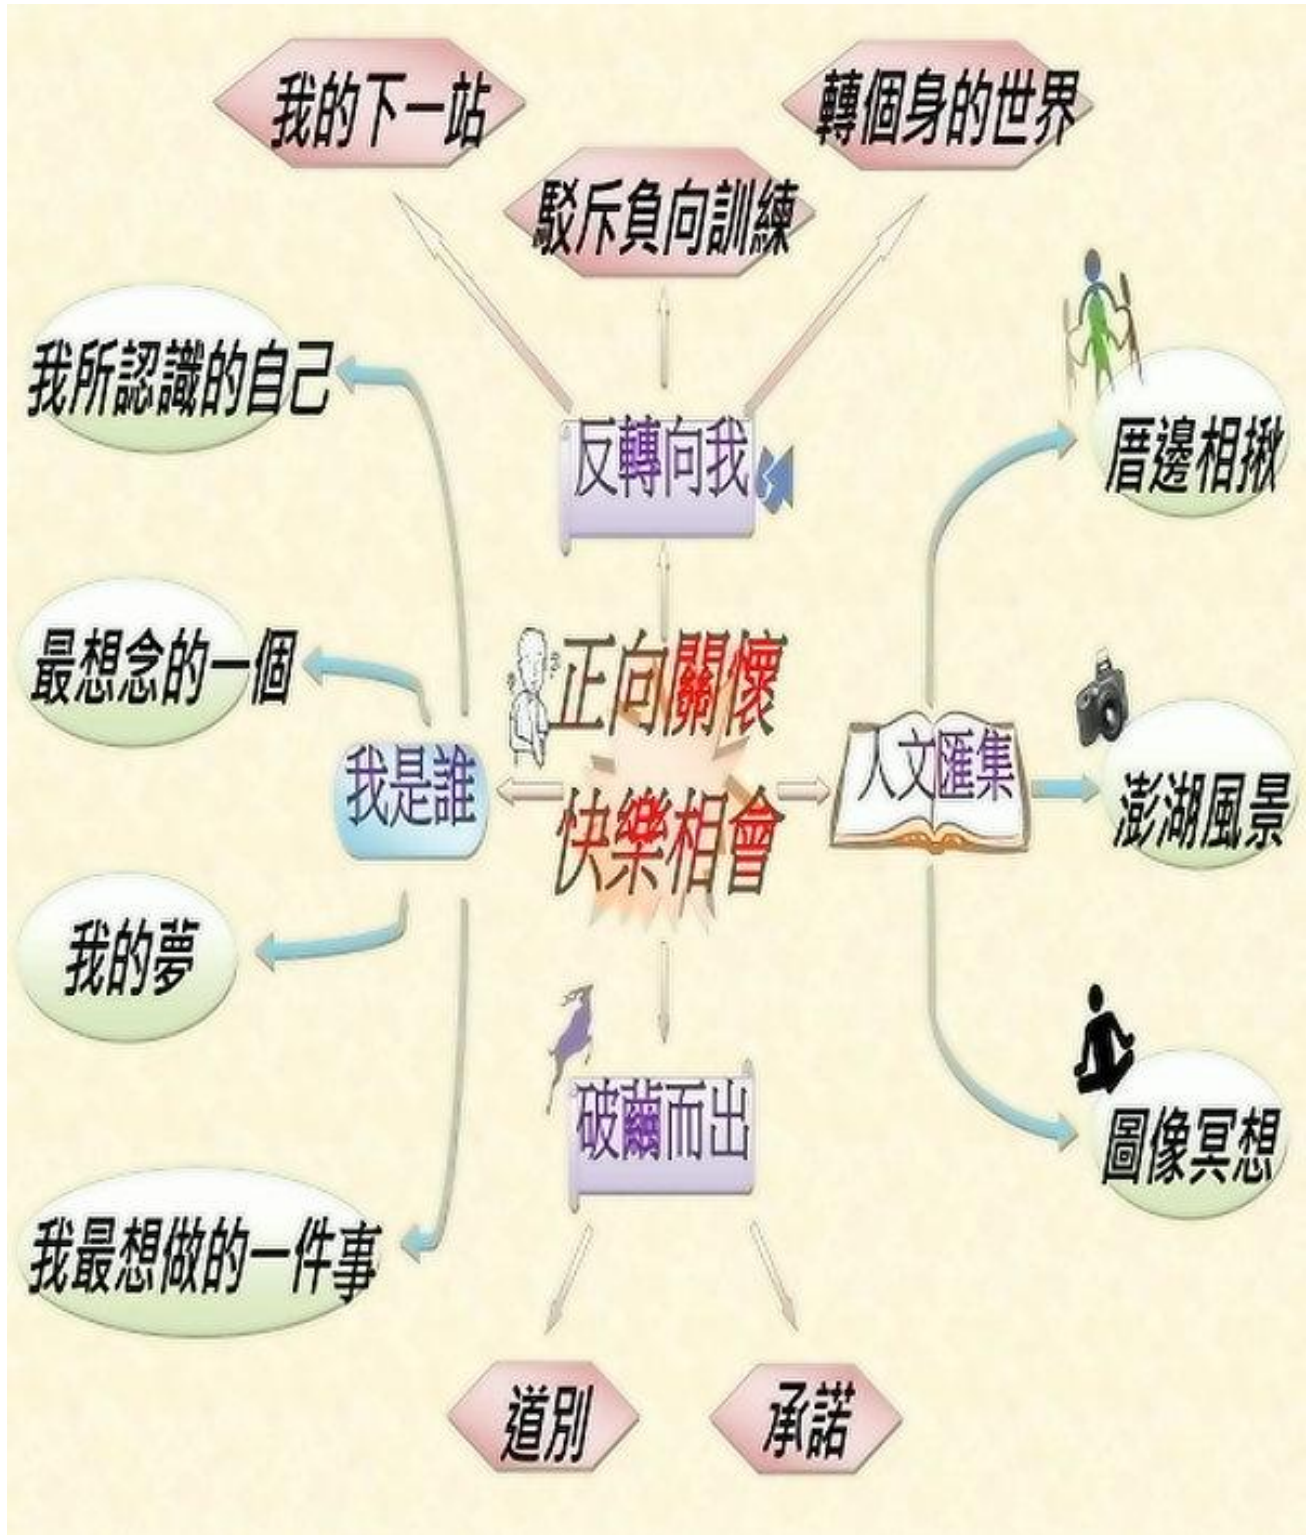 我的下一站
轉個身的世界
駁斥負向訓練
我所認識的自己
反轉向我
厝邊相揪
最想念的一個
正向關懷
快樂相會
我是誰
人文匯集
澎湖風景
我的夢
破繭而出
圖像冥想
我最想做的一件事
道別
承諾